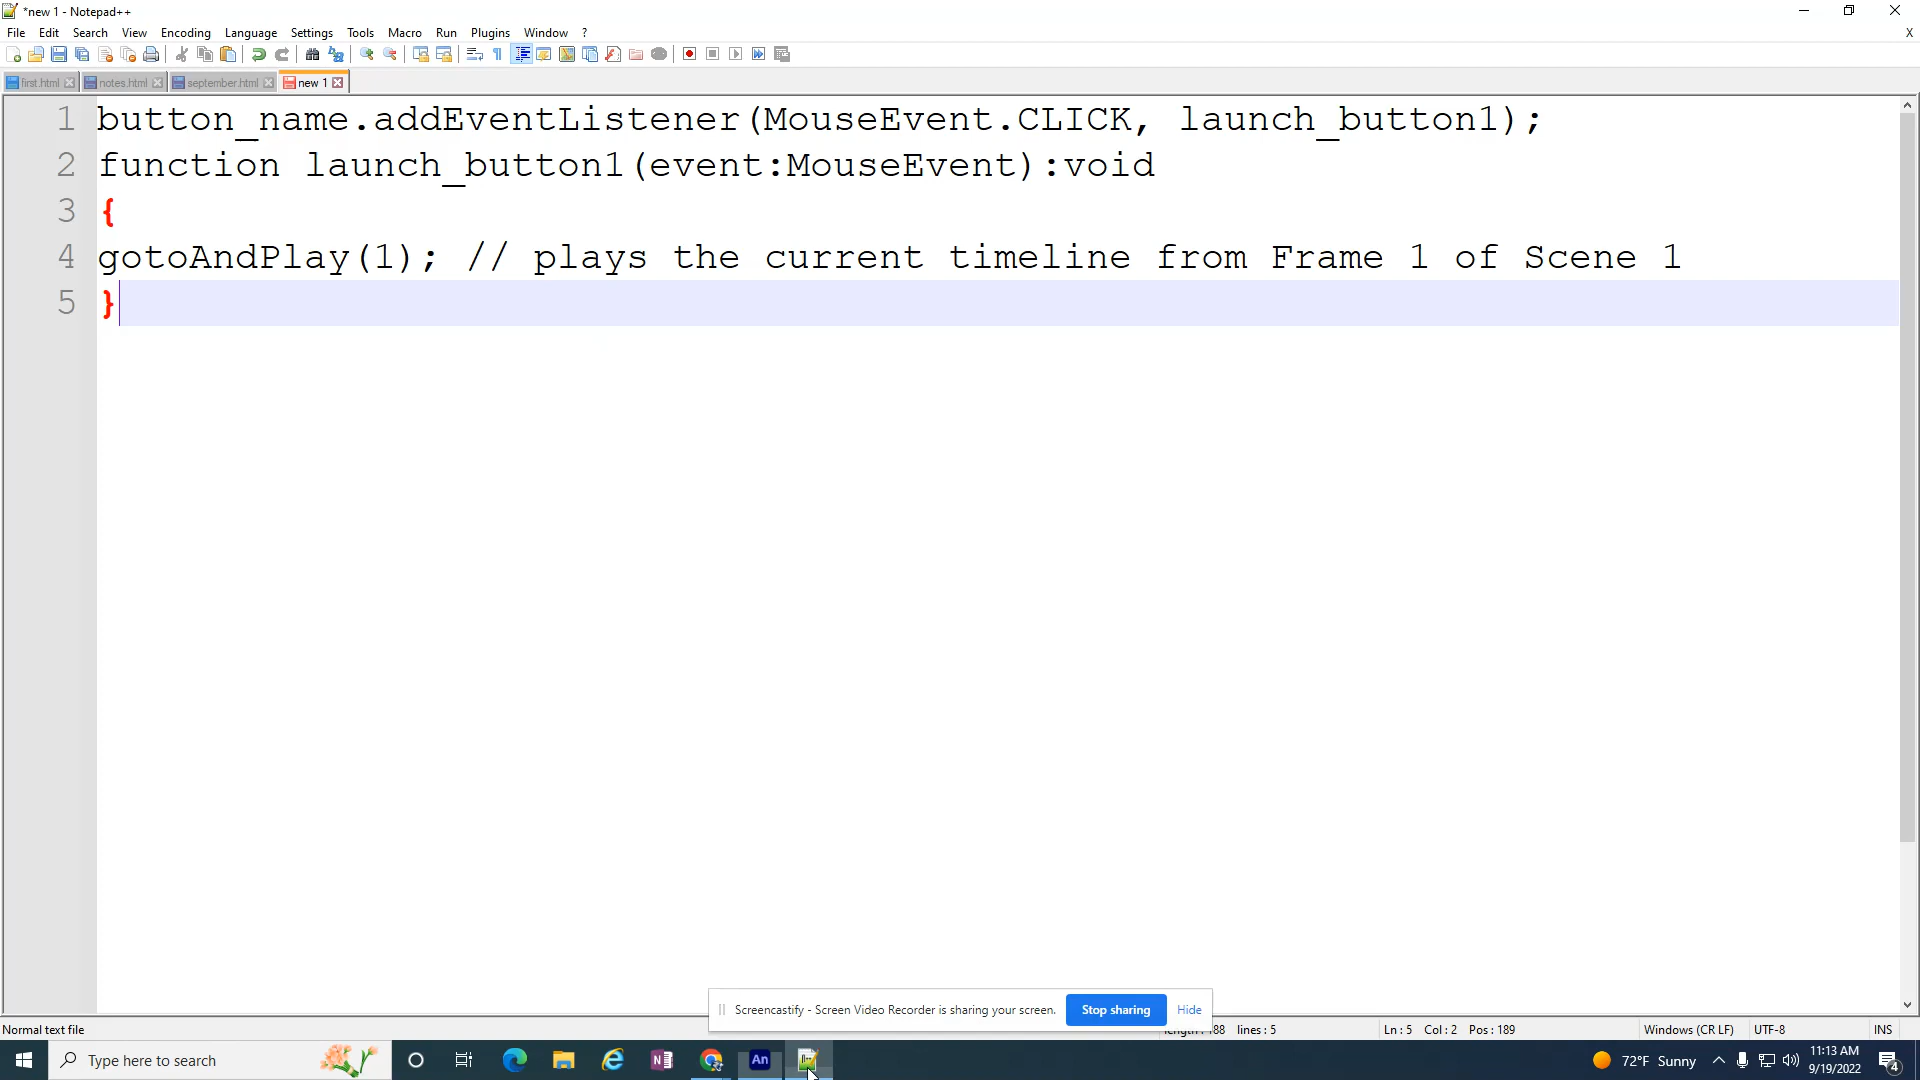 *new 1 - Notepad++
File Edit Search View Encoding Language Settings Tools Macro Run Plugins Window ? X
first.html notes.html september.html new 1
1 button_name.addEventListener(MouseEvent.CLICK, launch_button1);
2 function launch_button1(event:MouseEvent):void
3 {
4 gotoAndPlay(1); // plays the current timeline from Frame 1 of Scene 1
5 }
Screencastify - Screen Video Recorder is sharing your screen. Stop sharing Hide
Normal text file lines : 5 Ln : 5 Col : 2 Pos : 189 Windows (CR LF) UTF-8 INS
Type here to search An 72°F Sunny 11:13 AM
9/19/2022 4